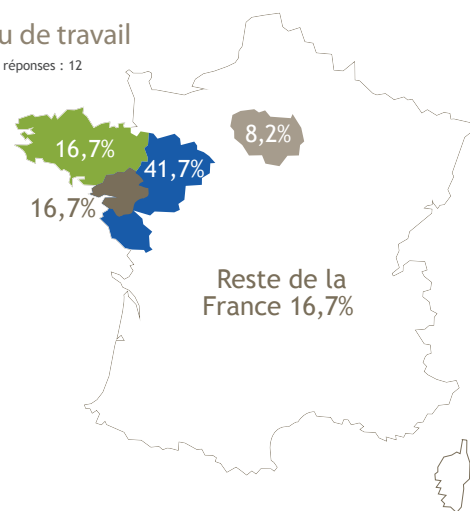 u de travail
réponses : 12
8,2%
16,7%
41,7%
16,7%
Reste de la
France 16,7%